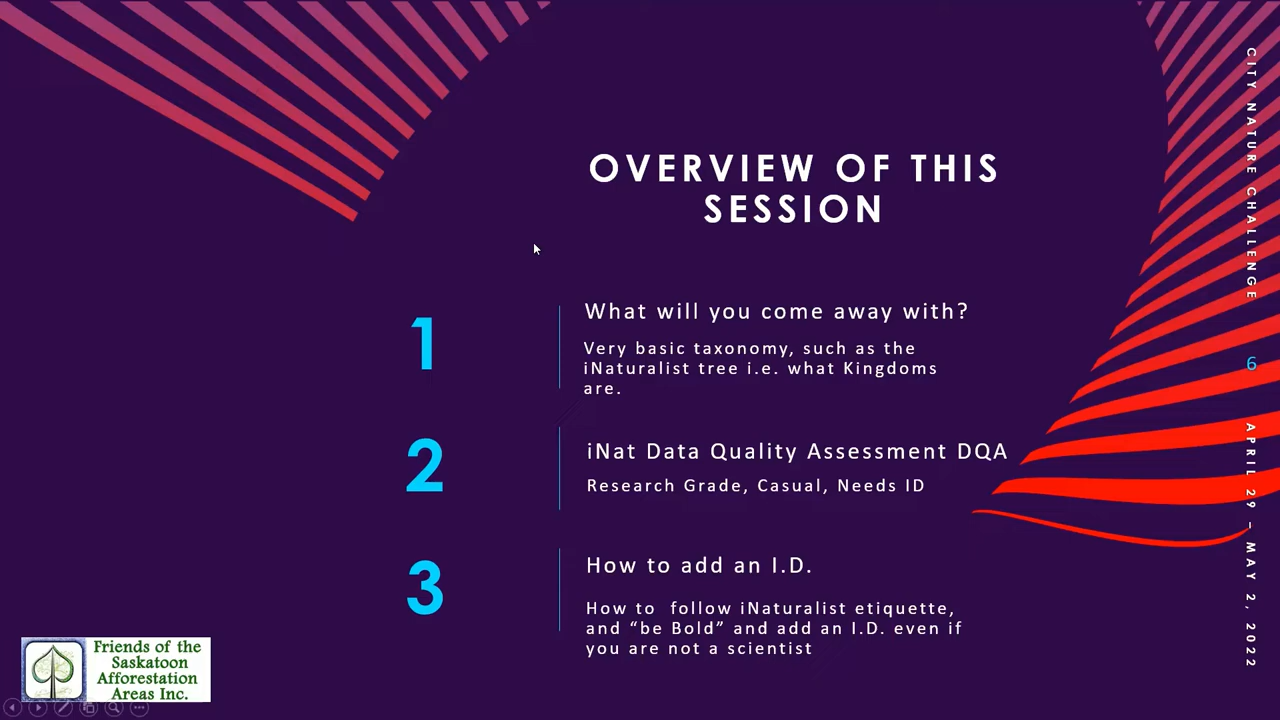 OVERVIEW OF THIS
SESSION
1
What will you come away with?
Very basic taxonomy, such as the
iNaturalist tree i.e. what Kingdoms
are.
2
iNat Data Quality Assessment DQA
Research Grade, Casual, Needs ID
3
How to add an I.D.
How to  follow iNaturalist etiquette,
and “be Bold” and add an I.D. even if
you are not a scientist
CITY NATURE CHALLENGE
6
APRIL 29 – MAY 2, 2022
Friends of the
Saskatoon
Afforestation
Areas Inc.